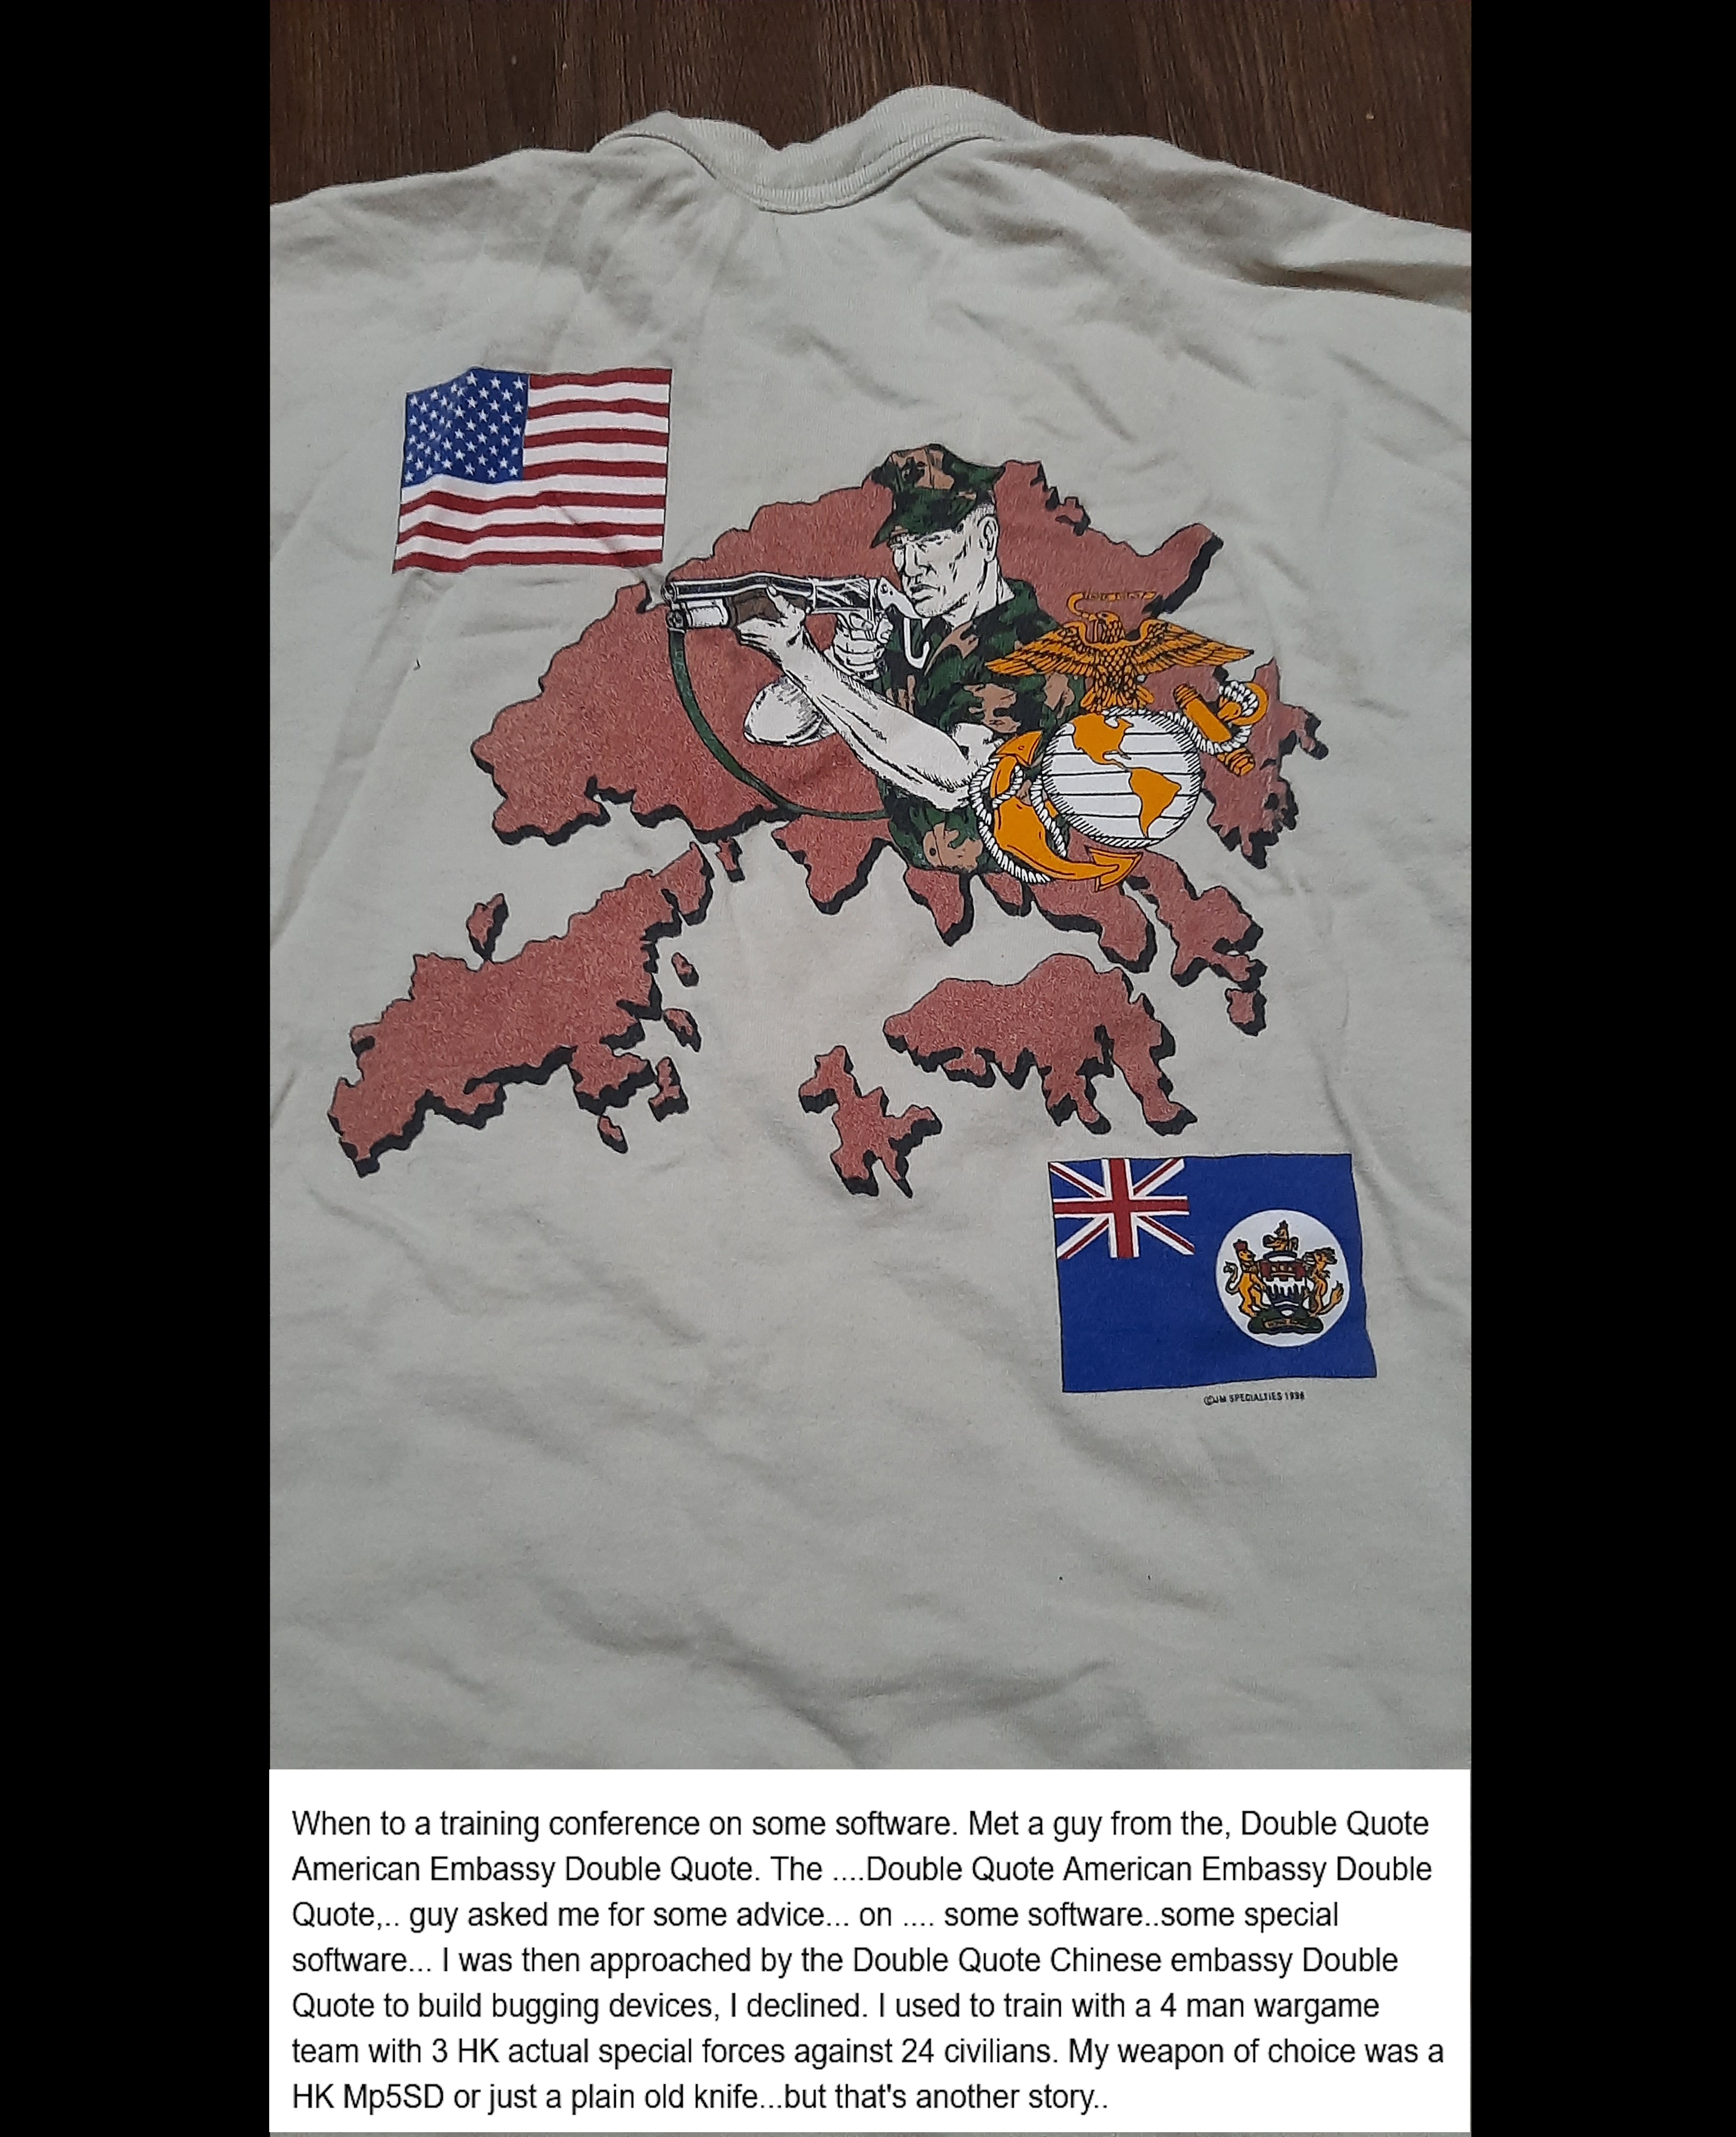 ©JM SPECIALTIES 1996
When to a training conference on some software. Met a guy from the, Double Quote
American Embassy Double Quote. The ....Double Quote American Embassy Double
Quote,.. guy asked me for some advice... on .... some software..some special
software... I was then approached by the Double Quote Chinese embassy Double
Quote to build bugging devices, I declined. I used to train with a 4 man wargame
team with 3 HK actual special forces against 24 civilians. My weapon of choice was a
HK Mp5SD or just a plain old knife...but that's another story..